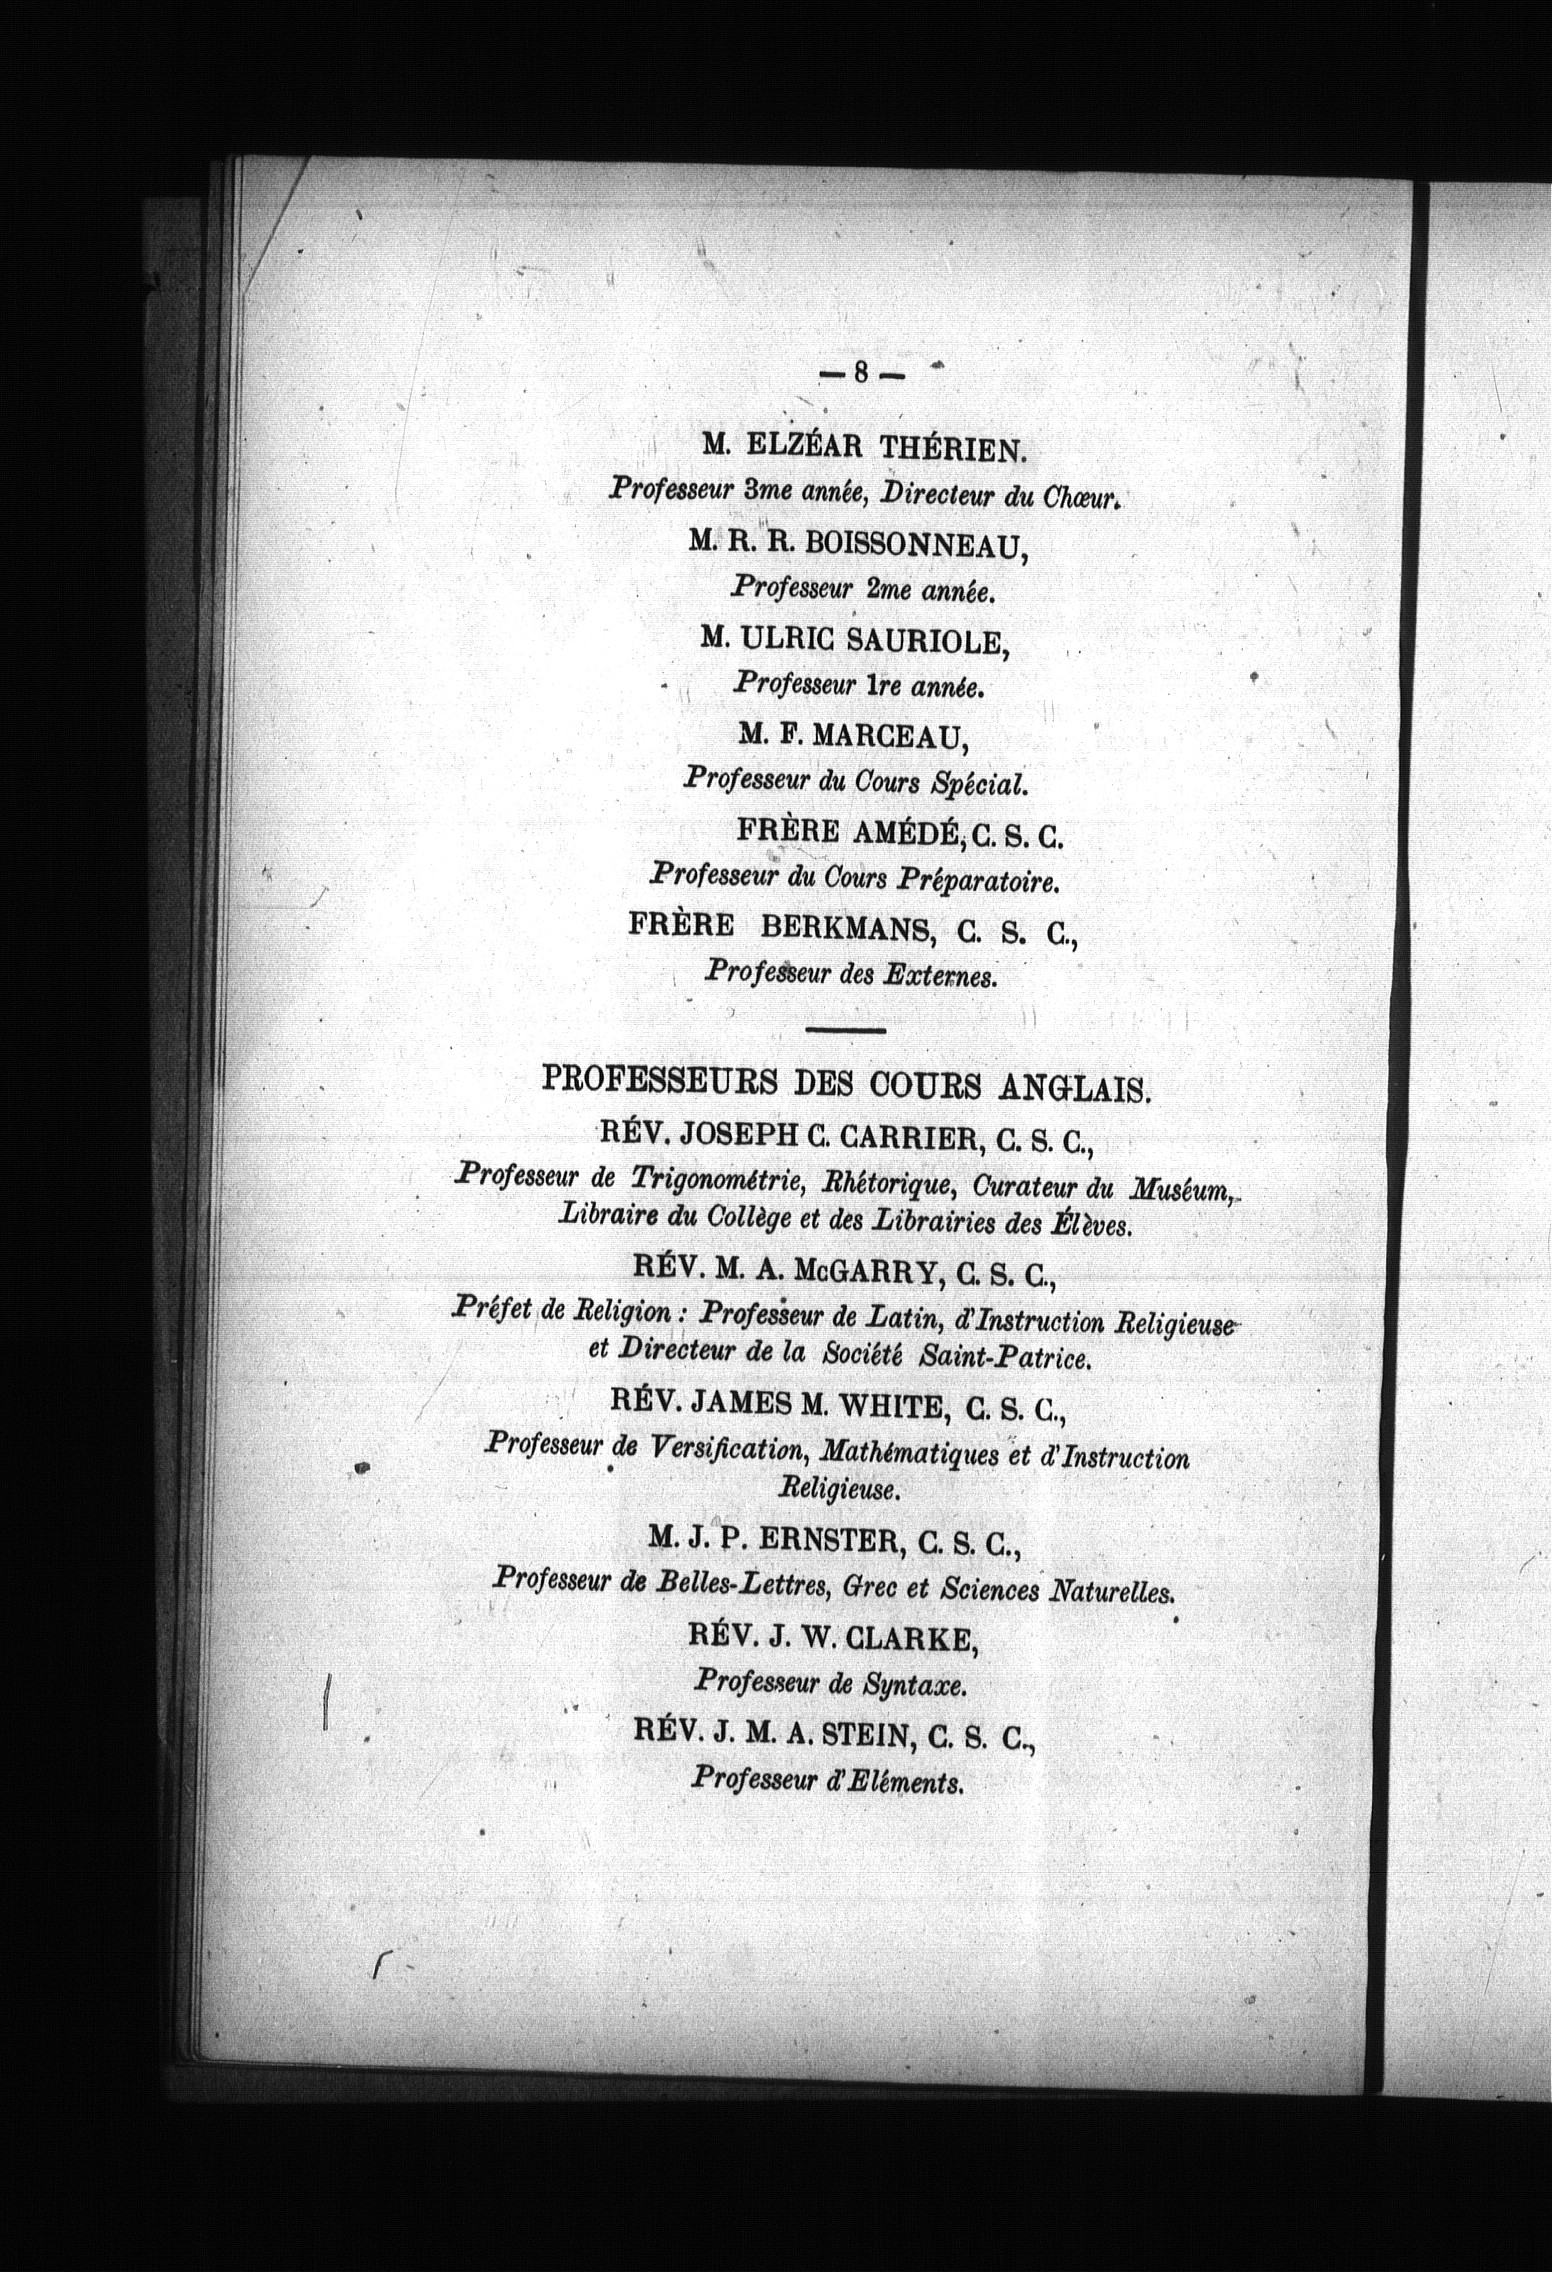 — 8 —
M. ELZÉAR THÉRIEN.
Professeur 3me année, Directeur du Chœur.
M. R. R. BOISSONNEAU,
Professeur 2me année.
M. ULRIC SAURIOLE,
Professeur 1re année.
M. F. MARCEAU,
Professeur du Cours Spécial.
FRÈRE AMÉDÉ, C. S. C.
Professeur du Cours Préparatoire.
FRÈRE BERKMANS, C. S. C.,
Professeur des Externes.
PROFESSEURS DES COURS ANGLAIS.
RÉV. JOSEPH C. CARRIER, C. S. C.,
Professeur de Trigonométrie, Rhétorique, Curateur du Muséum,
Libraire du Collège et des Librairies des Élèves.
RÉV. M. A. McGARRY, C. S. C.,
Préfet de Religion : Professeur de Latin, d'Instruction Religieuse
et Directeur de la Société Saint-Patrice.
RÉV. JAMES M. WHITE, C. S. C.,
Professeur de Versification, Mathématiques et d'Instruction
Religieuse.
M. J. P. ERNSTER, C. S. C.,
Professeur de Belles-Lettres, Grec et Sciences Naturelles.
RÉV. J. W. CLARKE,
Professeur de Syntaxe.
RÉV. J. M. A. STEIN, C. S. C.,
Professeur d'Eléments.